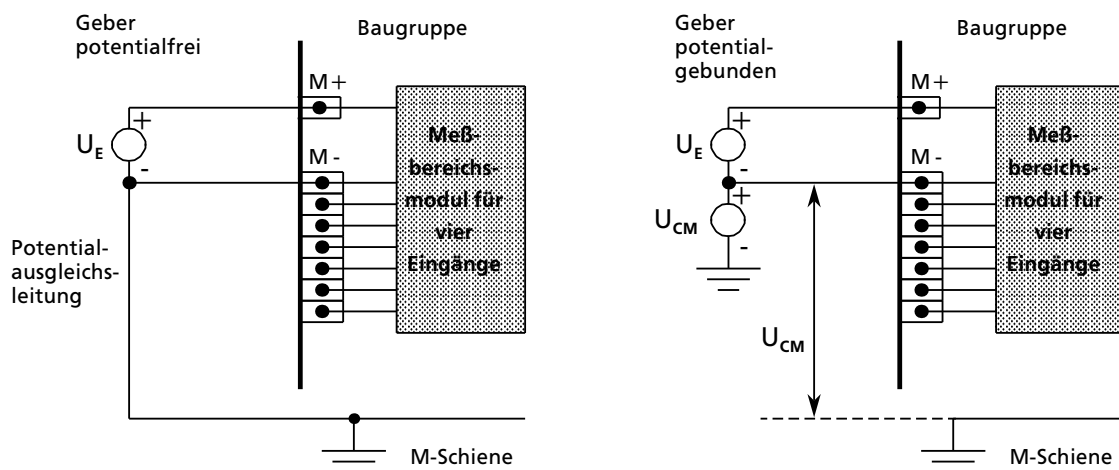 Geber
potentialfrei
Baugruppe
M+
+
U_E
-
M -
Meß-
bereichs-
modul für
vier
Eingänge
Potential-
ausgleichs-
leitung
M-Schiene
Geber
potential-
gebunden
Baugruppe
M+
+
U_E
-
M -
+
U_CM
-
Meß-
bereichs-
modul für
vier
Eingänge
U_CM
M-Schiene